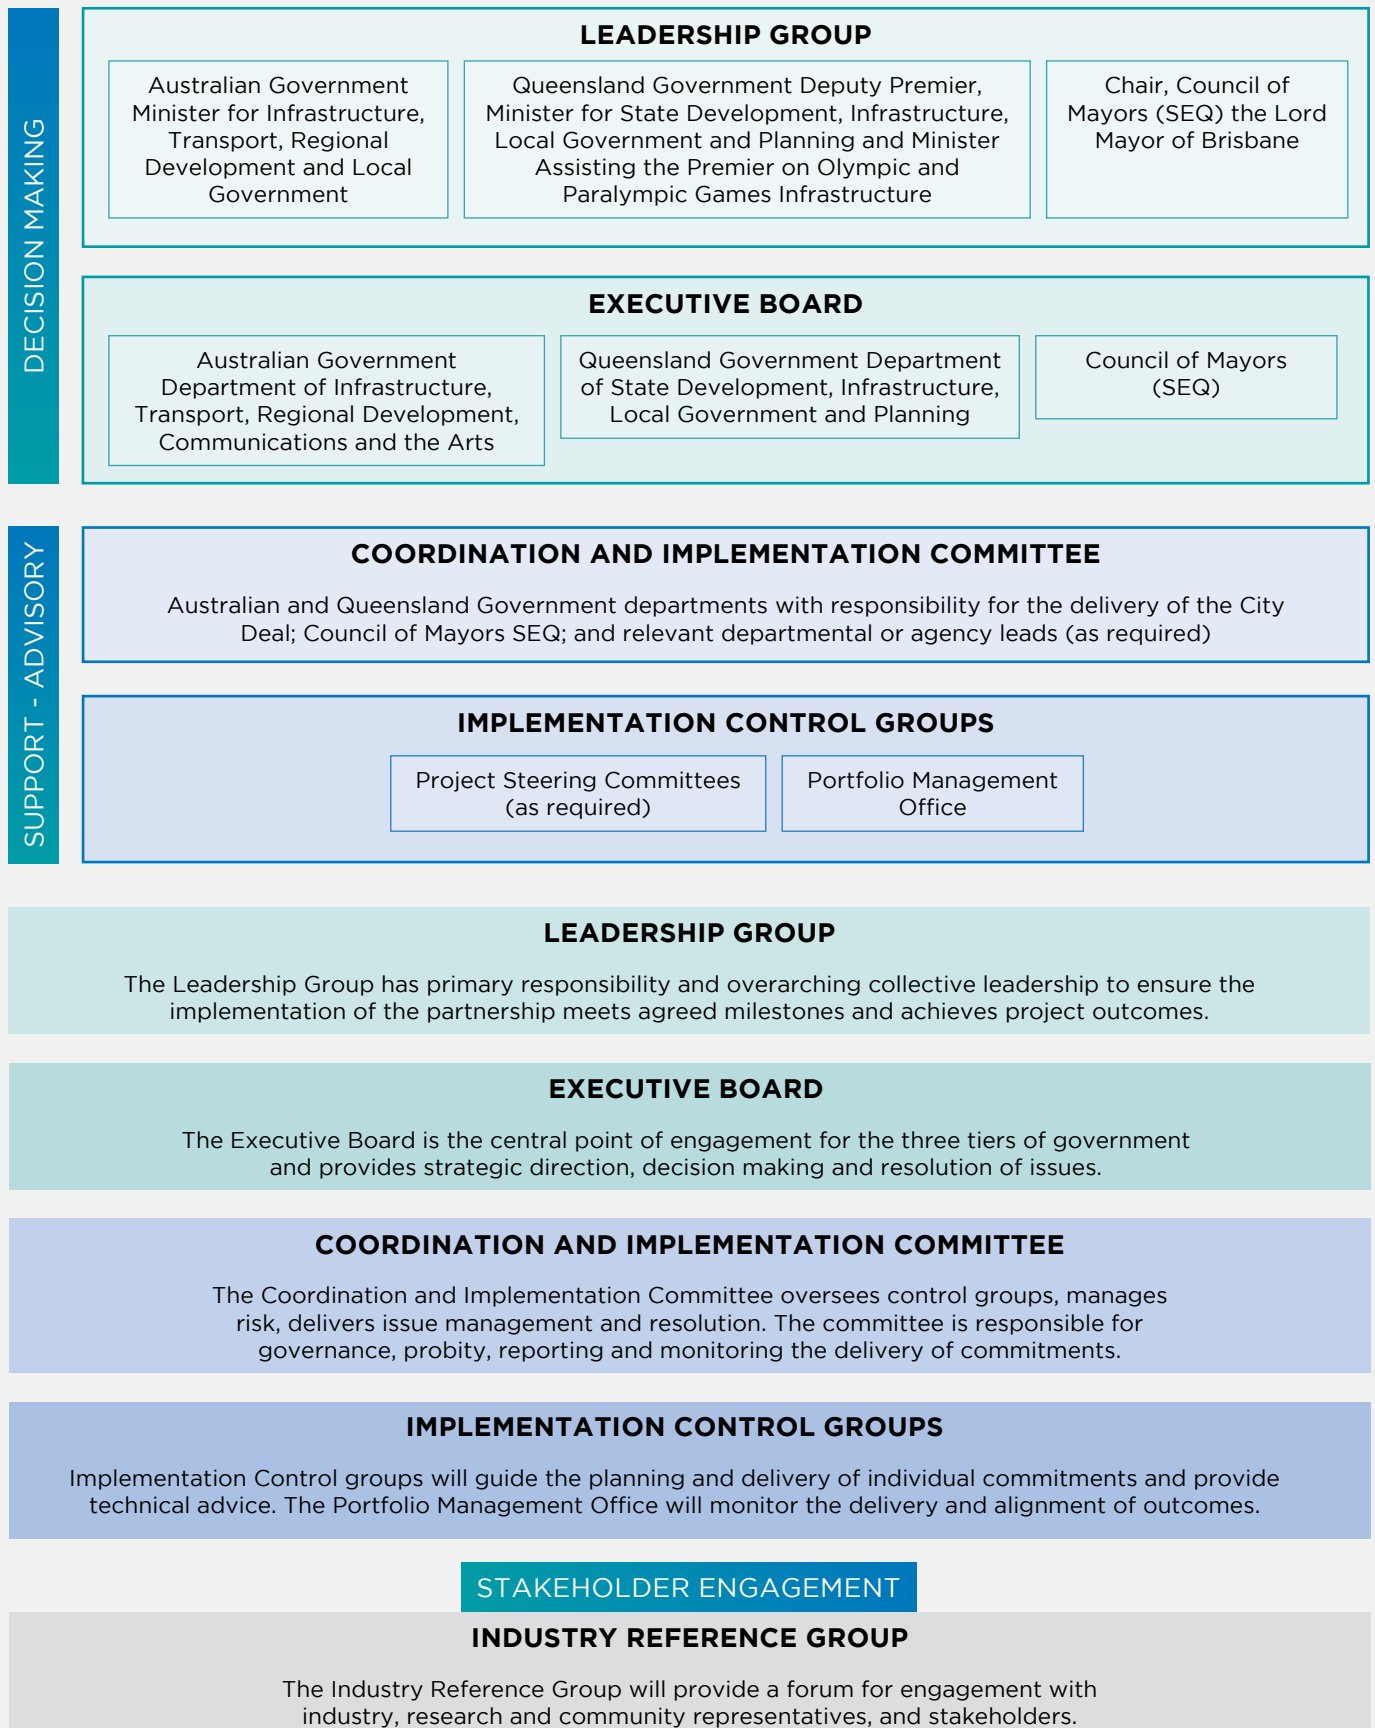 DECISION MAKING
LEADERSHIP GROUP
Australian Government
Minister for Infrastructure,
Transport, Regional
Development and Local
Government
Queensland Government Deputy Premier,
Minister for State Development, Infrastructure,
Local Government and Planning and Minister
Assisting the Premier on Olympic and
Paralympic Games Infrastructure
Chair, Council of
Mayors (SEQ) the Lord
Mayor of Brisbane
EXECUTIVE BOARD
Australian Government
Department of Infrastructure,
Transport, Regional Development,
Communications and the Arts
Queensland Government Department
of State Development, Infrastructure,
Local Government and Planning
Council of Mayors
(SEQ)
SUPPORT - ADVISORY
COORDINATION AND IMPLEMENTATION COMMITTEE
Australian and Queensland Government departments with responsibility for the delivery of the City
Deal; Council of Mayors SEQ; and relevant departmental or agency leads (as required)
IMPLEMENTATION CONTROL GROUPS
Project Steering Committees
(as required)
Portfolio Management
Office
LEADERSHIP GROUP
The Leadership Group has primary responsibility and overarching collective leadership to ensure the
implementation of the partnership meets agreed milestones and achieves project outcomes.
EXECUTIVE BOARD
The Executive Board is the central point of engagement for the three tiers of government
and provides strategic direction, decision making and resolution of issues.
COORDINATION AND IMPLEMENTATION COMMITTEE
The Coordination and Implementation Committee oversees control groups, manages
risk, delivers issue management and resolution. The committee is responsible for
governance, probity, reporting and monitoring the delivery of commitments.
IMPLEMENTATION CONTROL GROUPS
Implementation Control groups will guide the planning and delivery of individual commitments and provide
technical advice. The Portfolio Management Office will monitor the delivery and alignment of outcomes.
STAKEHOLDER ENGAGEMENT
INDUSTRY REFERENCE GROUP
The Industry Reference Group will provide a forum for engagement with
industry, research and community representatives, and stakeholders.